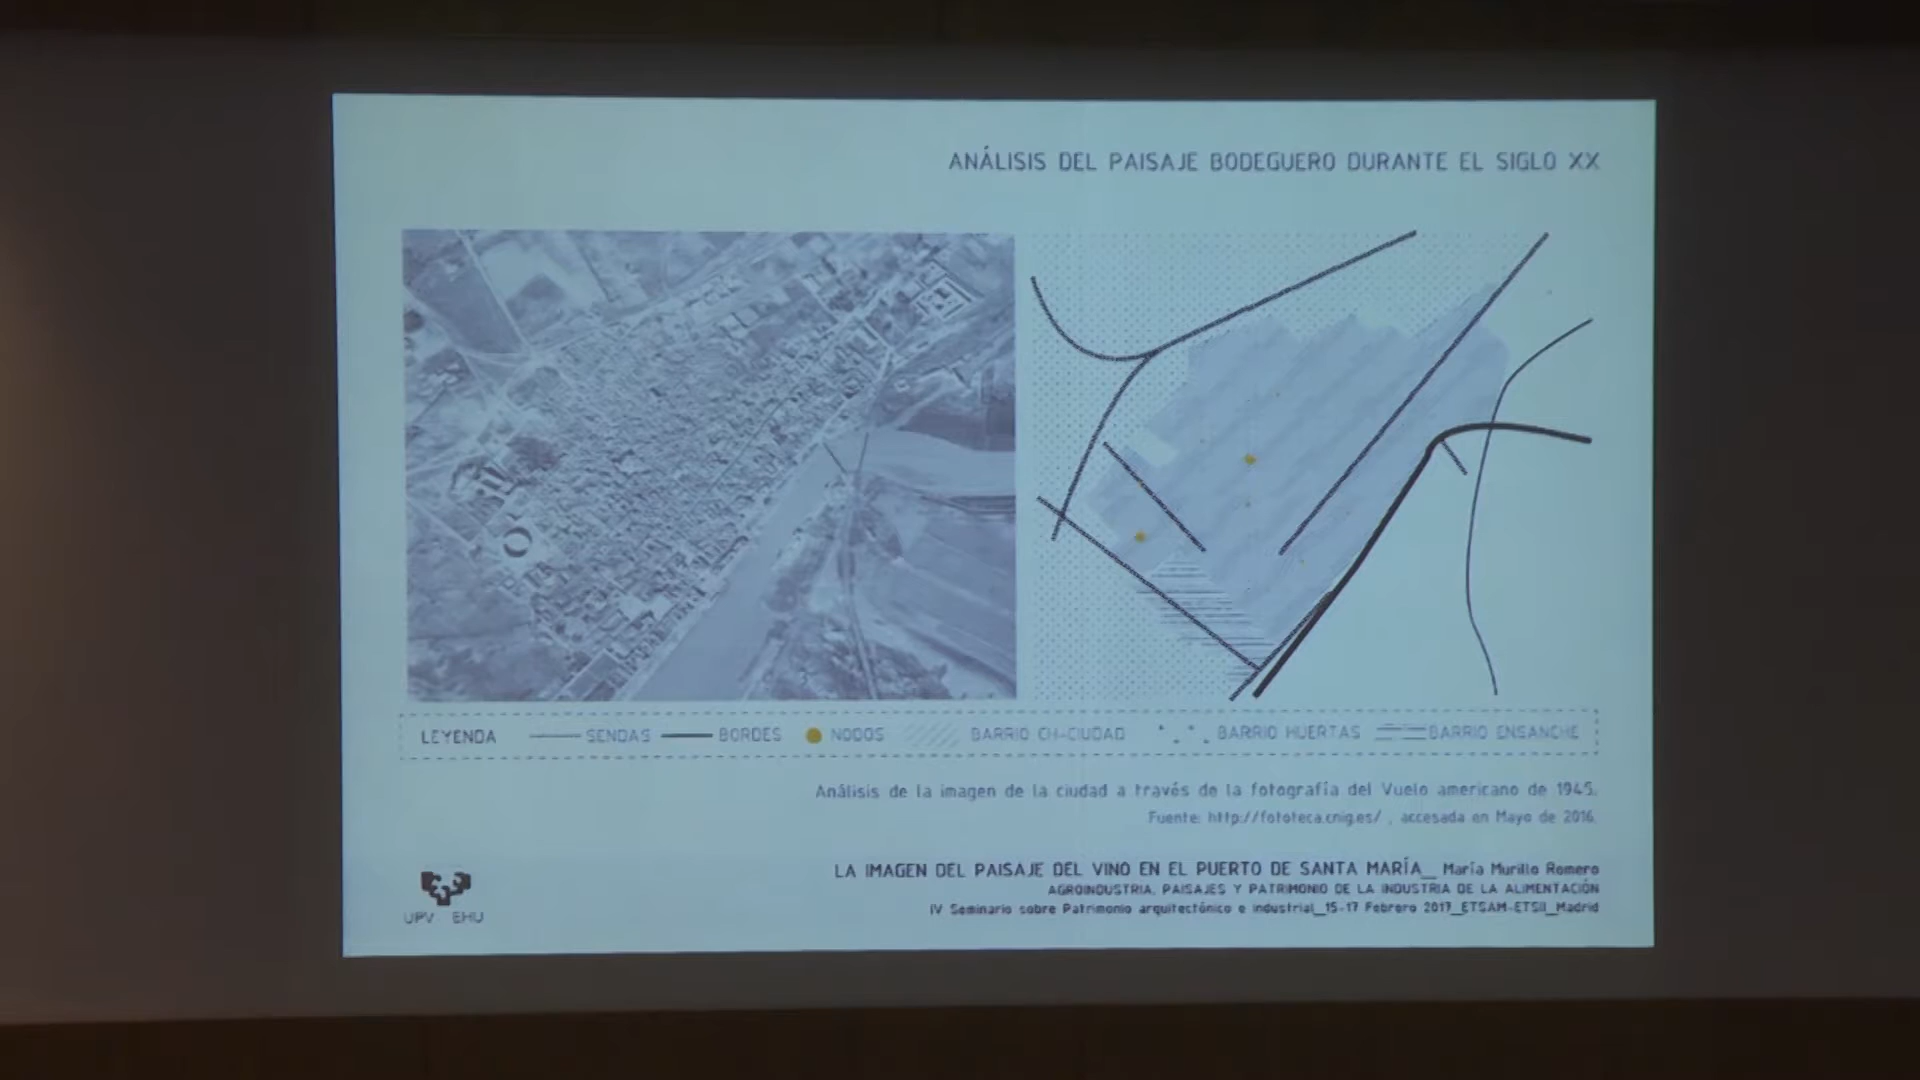 ANÁLISIS DEL PAISAJE BODEGUERO DURANTE EL SIGLO XX
LEYENDA SENDAS BORDES NODOS BARRIO CH-CIUDAD BARRIO HUERTAS BARRIO ENSANCHE
Análisis de la imagen de la ciudad a través de la fotografía del Vuelo americano de 1945.
Fuente: http://fototeca.cnig.es/ , accesada en Mayo de 2016.
LA IMAGEN DEL PAISAJE DEL VINO EN EL PUERTO DE SANTA MARÍA_ María Murillo Romero
AGROINDUSTRIA, PAISAJES Y PATRIMONIO DE LA INDUSTRIA DE LA ALIMENTACIÓN
IV Seminario sobre Patrimonio arquitectónico e industrial_15-17 Febrero 2017_ETSAM-ETSII_Madrid
UPV EHU